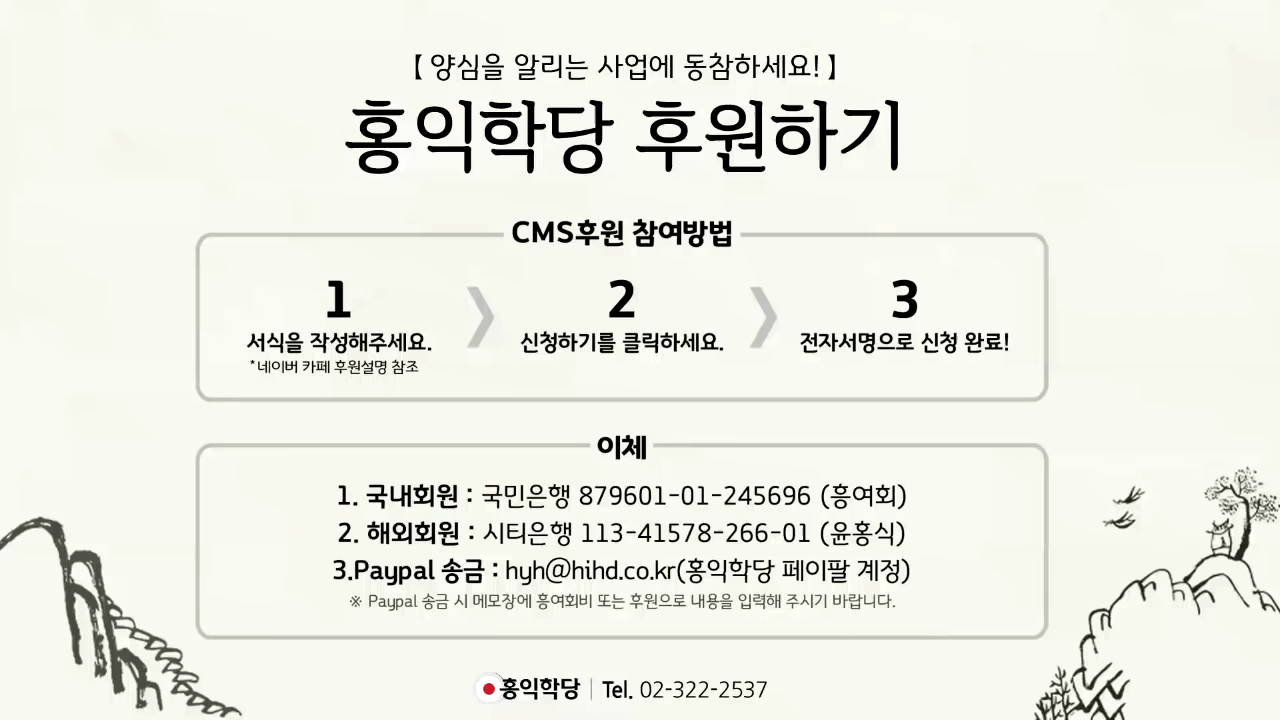 【 양심을 알리는 사업에 동참하세요! 】
홍익학당 후원하기
CMS후원 참여방법
1
서식을 작성해주세요.
*네이버 카페 후원설명 참조
2
신청하기를 클릭하세요.
3
전자서명으로 신청 완료!
이체
1. 국내회원 : 국민은행 879601-01-245696 (흥여회)
2. 해외회원 : 시티은행 113-41578-266-01 (윤홍식)
3.Paypal 송금 : hyh@hihd.co.kr(홍익학당 페이팔 계정)
※ Paypal 송금 시 메모장에 흥여회비 또는 후원으로 내용을 입력해 주시기 바랍니다.
홍익학당 | Tel. 02-322-2537